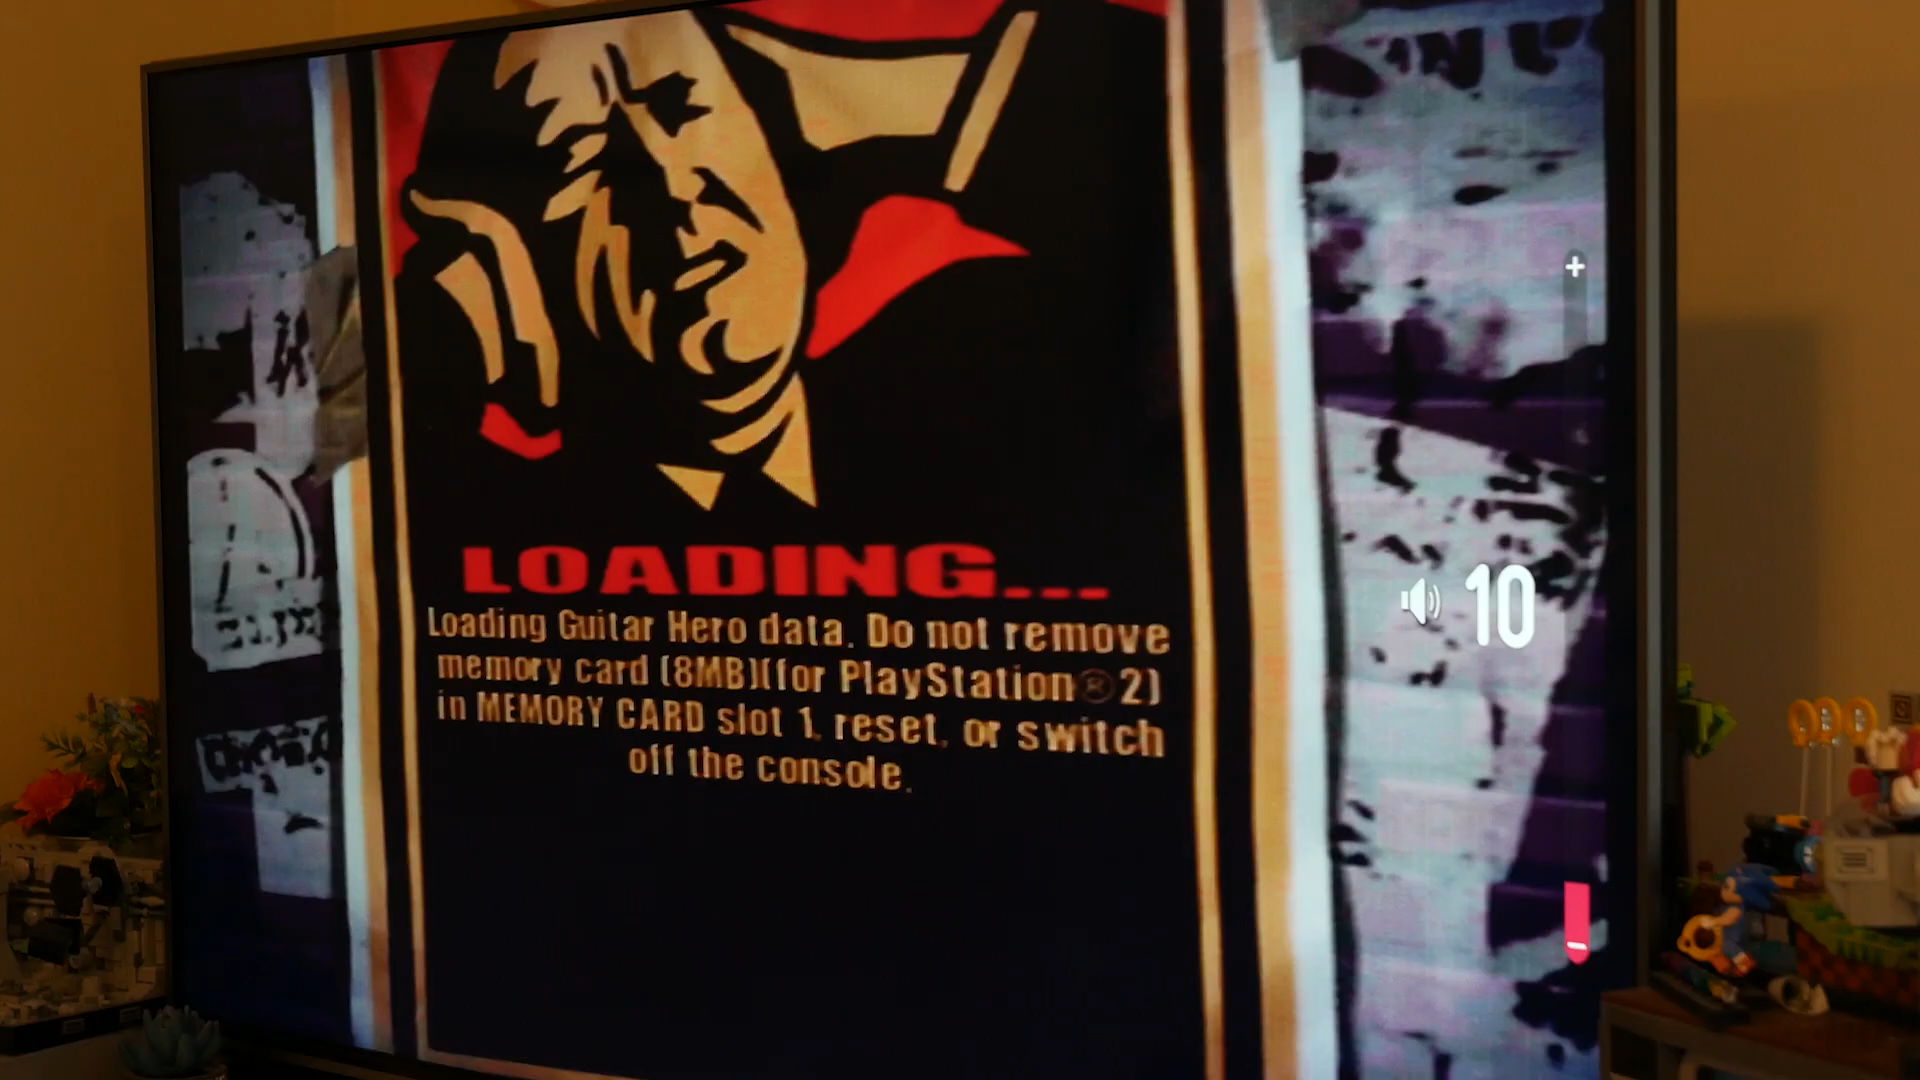 LOADING...
Loading Guitar Hero data. Do not remove
memory card (8MB)(for PlayStation®2)
in MEMORY CARD slot 1, reset, or switch
off the console.
+
10